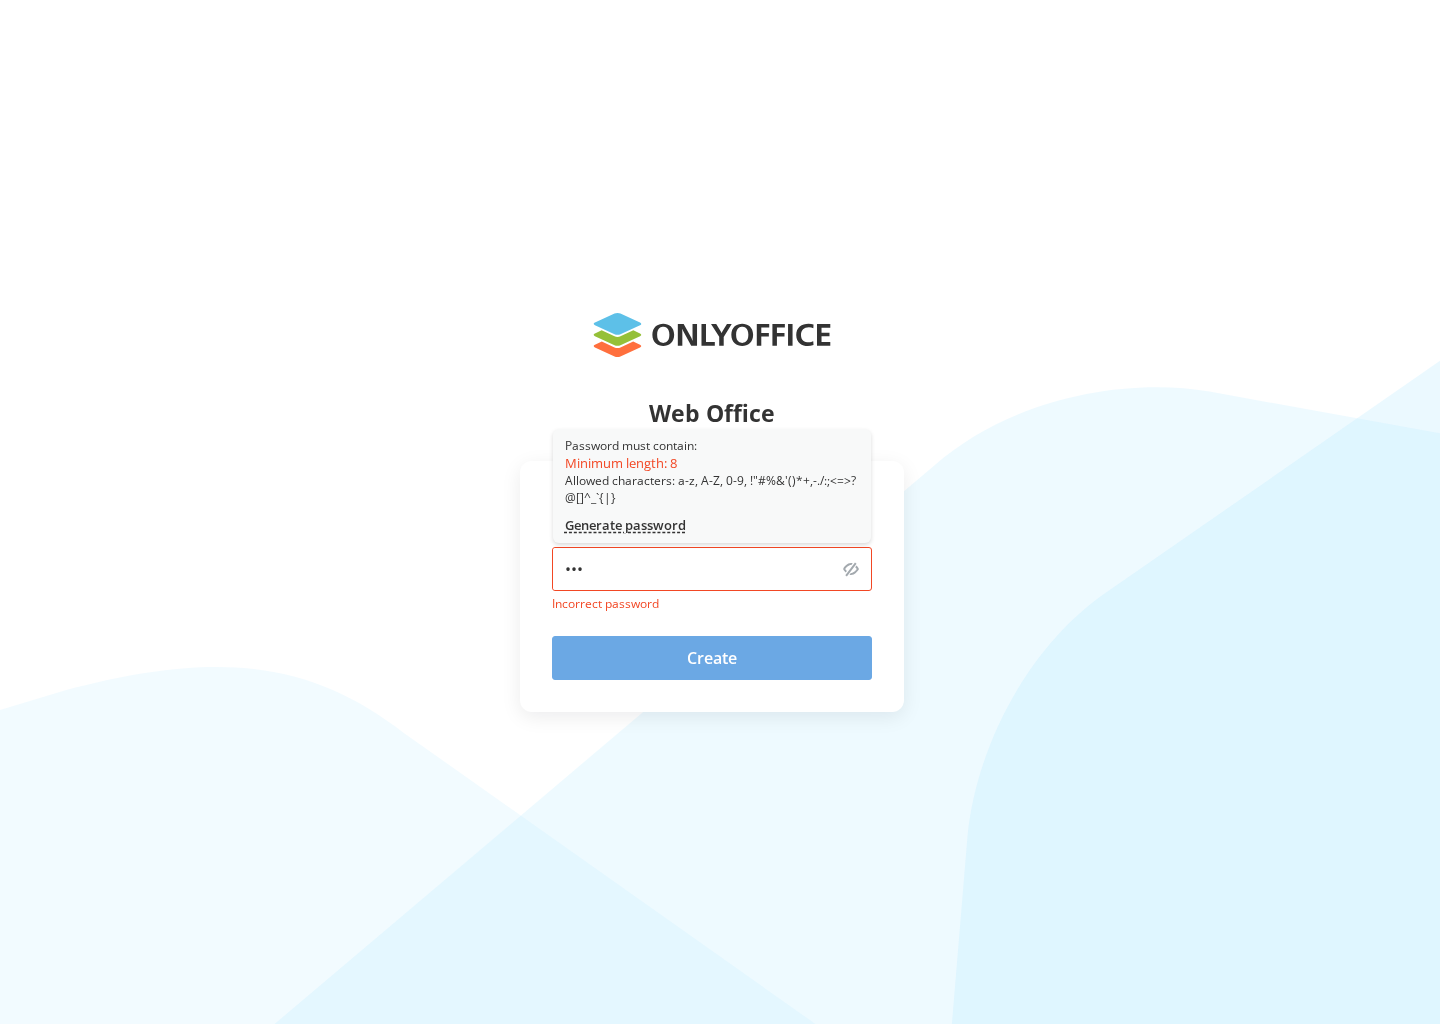 ONLYOFFICE
Web Office
Password must contain:
Minimum length: 8
Allowed characters: a-z, A-Z, 0-9, !"#%&'()*+,-./:;<=>?
@[]^_`{|}
Generate password
•••
Incorrect password
Create